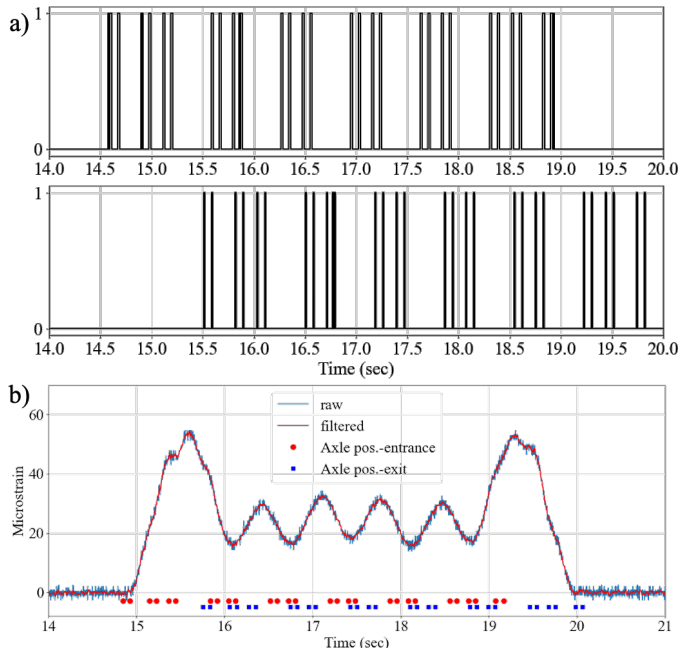 a)
1
0
14.0 14.5 15.0 15.5 16.0 16.5 17.0 17.5 18.0 18.5 19.0 19.5 20.0
1
0
14.0 14.5 15.0 15.5 16.0 16.5 17.0 17.5 18.0 18.5 19.0 19.5 20.0
Time (sec)
b)
raw
filtered
Axle pos.-entrance
Axle pos.-exit
Microstrain
60
40
20
0
14 15 16 17 18 19 20 21
Time (sec)